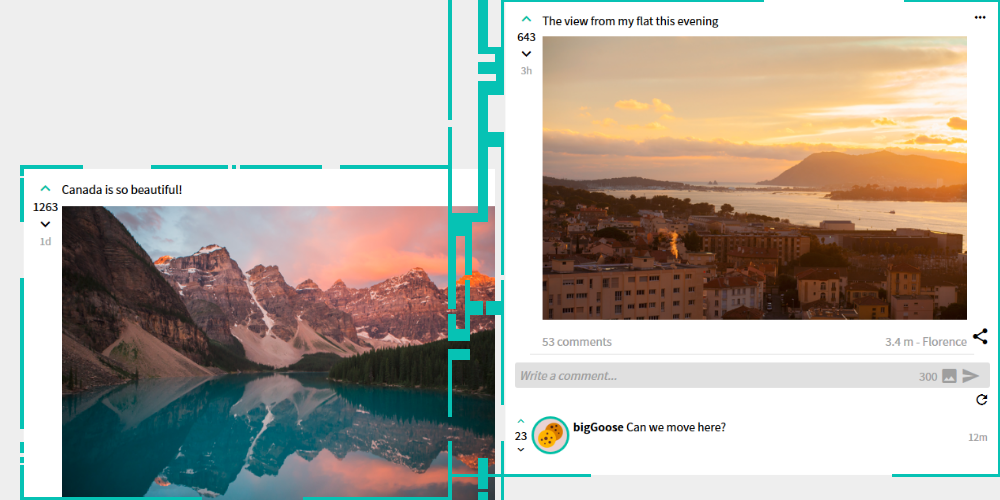 Canada is so beautiful!
1263
1d
The view from my flat this evening
643
3h
53 comments
3.4 m - Florence
Write a comment...
300
bigGoose Can we move here?
23
12m